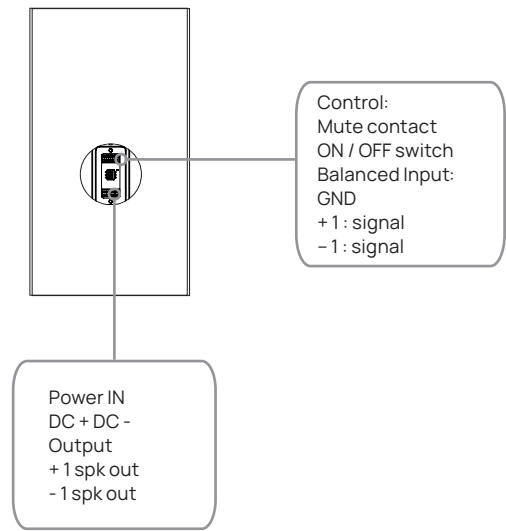 Control:
Mute contact
ON / OFF switch
Balanced Input:
GND
+ 1 : signal
– 1 : signal
Power IN
DC + DC -
Output
+ 1 spk out
- 1 spk out